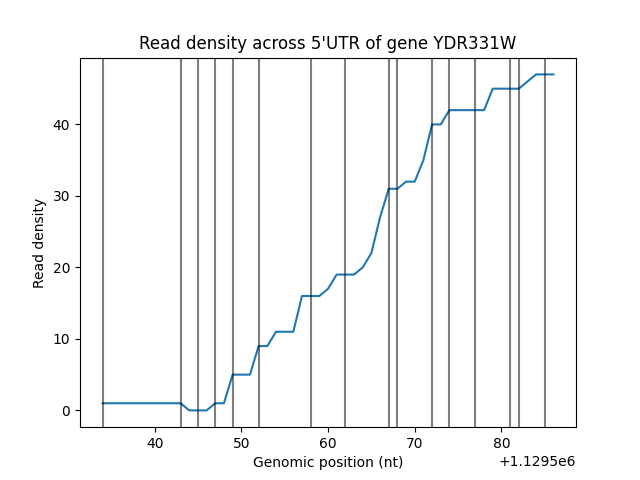 Read density across 5'UTR of gene YDR331W
Read density
40
30
20
10
0
40 50 60 70 80
+1.1295e6
Genomic position (nt)